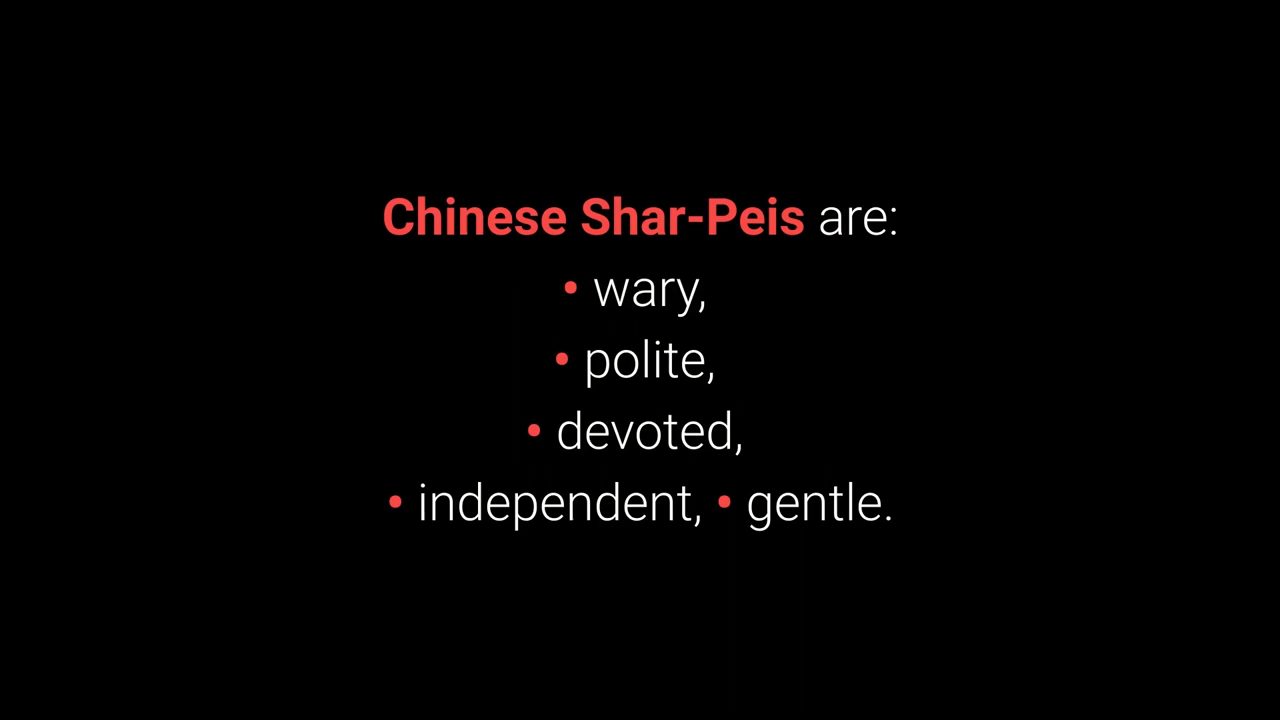 Chinese Shar-Peis are:
• wary,
• polite,
• devoted,
• independent, • gentle.